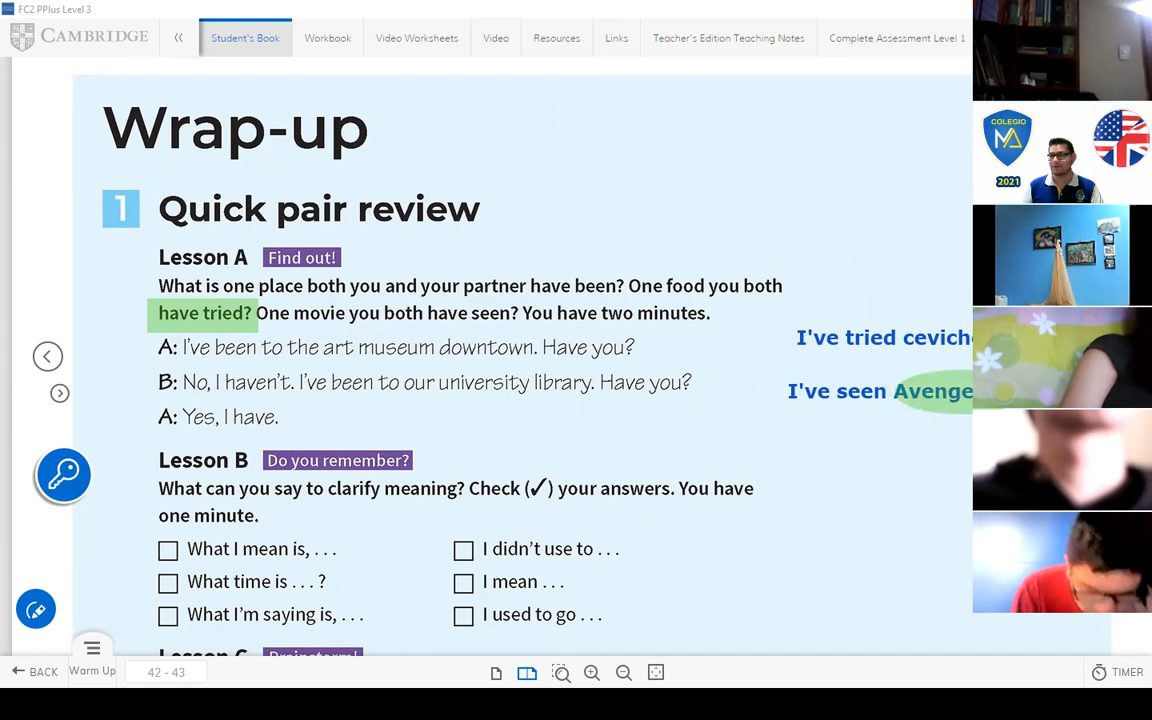 FC2 PPlus Level 3
CAMBRIDGE
Student's Book
Workbook
Video Worksheets
Video
Resources
Links
Teacher's Edition Teaching Notes
Complete Assessment Level 1
Wrap-up
1 Quick pair review
Lesson A Find out!
What is one place both you and your partner have been? One food you both
have tried? One movie you both have seen? You have two minutes.
A: I've been to the art museum downtown. Have you?
B: No, I haven't. I've been to our university library. Have you?
A: Yes, I have.
I've tried cevich
I've seen Avenge
Lesson B Do you remember?
What can you say to clarify meaning? Check (✓) your answers. You have
one minute.
What I mean is, . . .
I didn't use to . . .
What time is . . . ?
I mean . . .
What I'm saying is, . . .
I used to go . . .
COLEGIO
MA
2021
BACK
Warm Up
42 - 43
TIMER